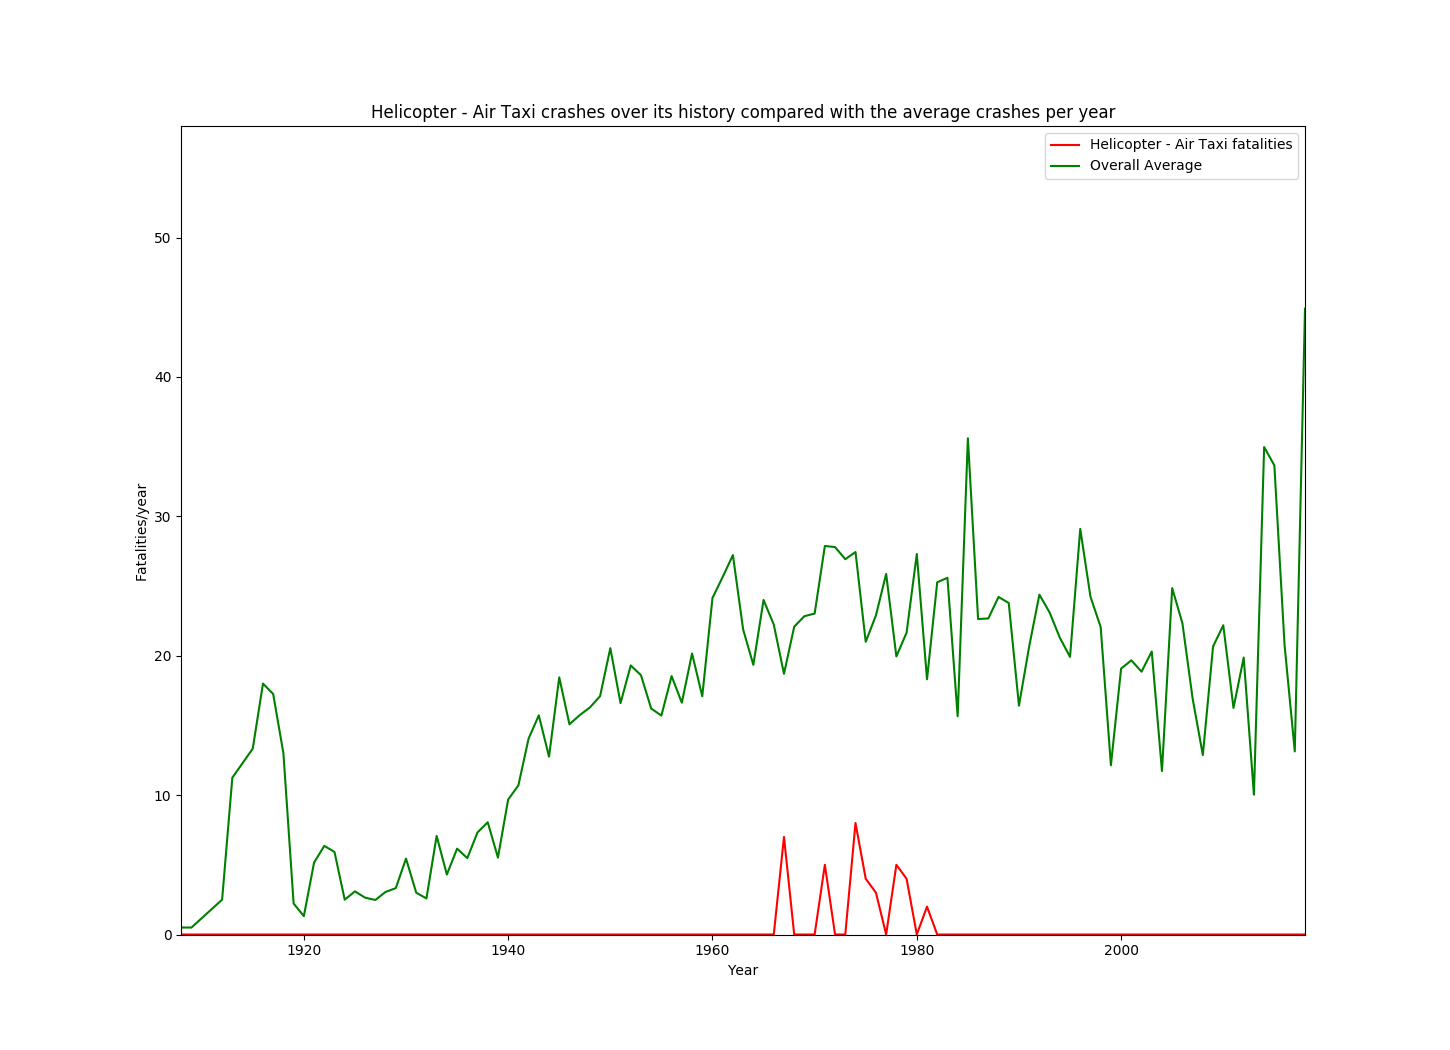 Helicopter - Air Taxi crashes over its history compared with the average crashes per year
Helicopter - Air Taxi fatalities
Overall Average
50
40
30
20
10
0
Fatalities/year
1920 1940 1960 1980 2000
Year